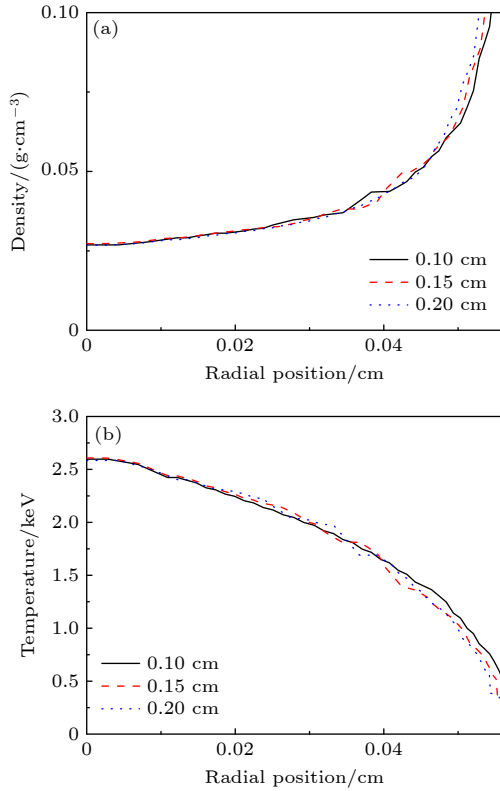 (a)
0.10
0.05
0
Density/(g·cm⁻³)
0.10 cm
0.15 cm
0.20 cm
0
0.02
0.04
Radial position/cm
(b)
3.0
2.5
2.0
1.5
1.0
0.5
0
Temperature/keV
0.10 cm
0.15 cm
0.20 cm
0
0.02
0.04
Radial position/cm